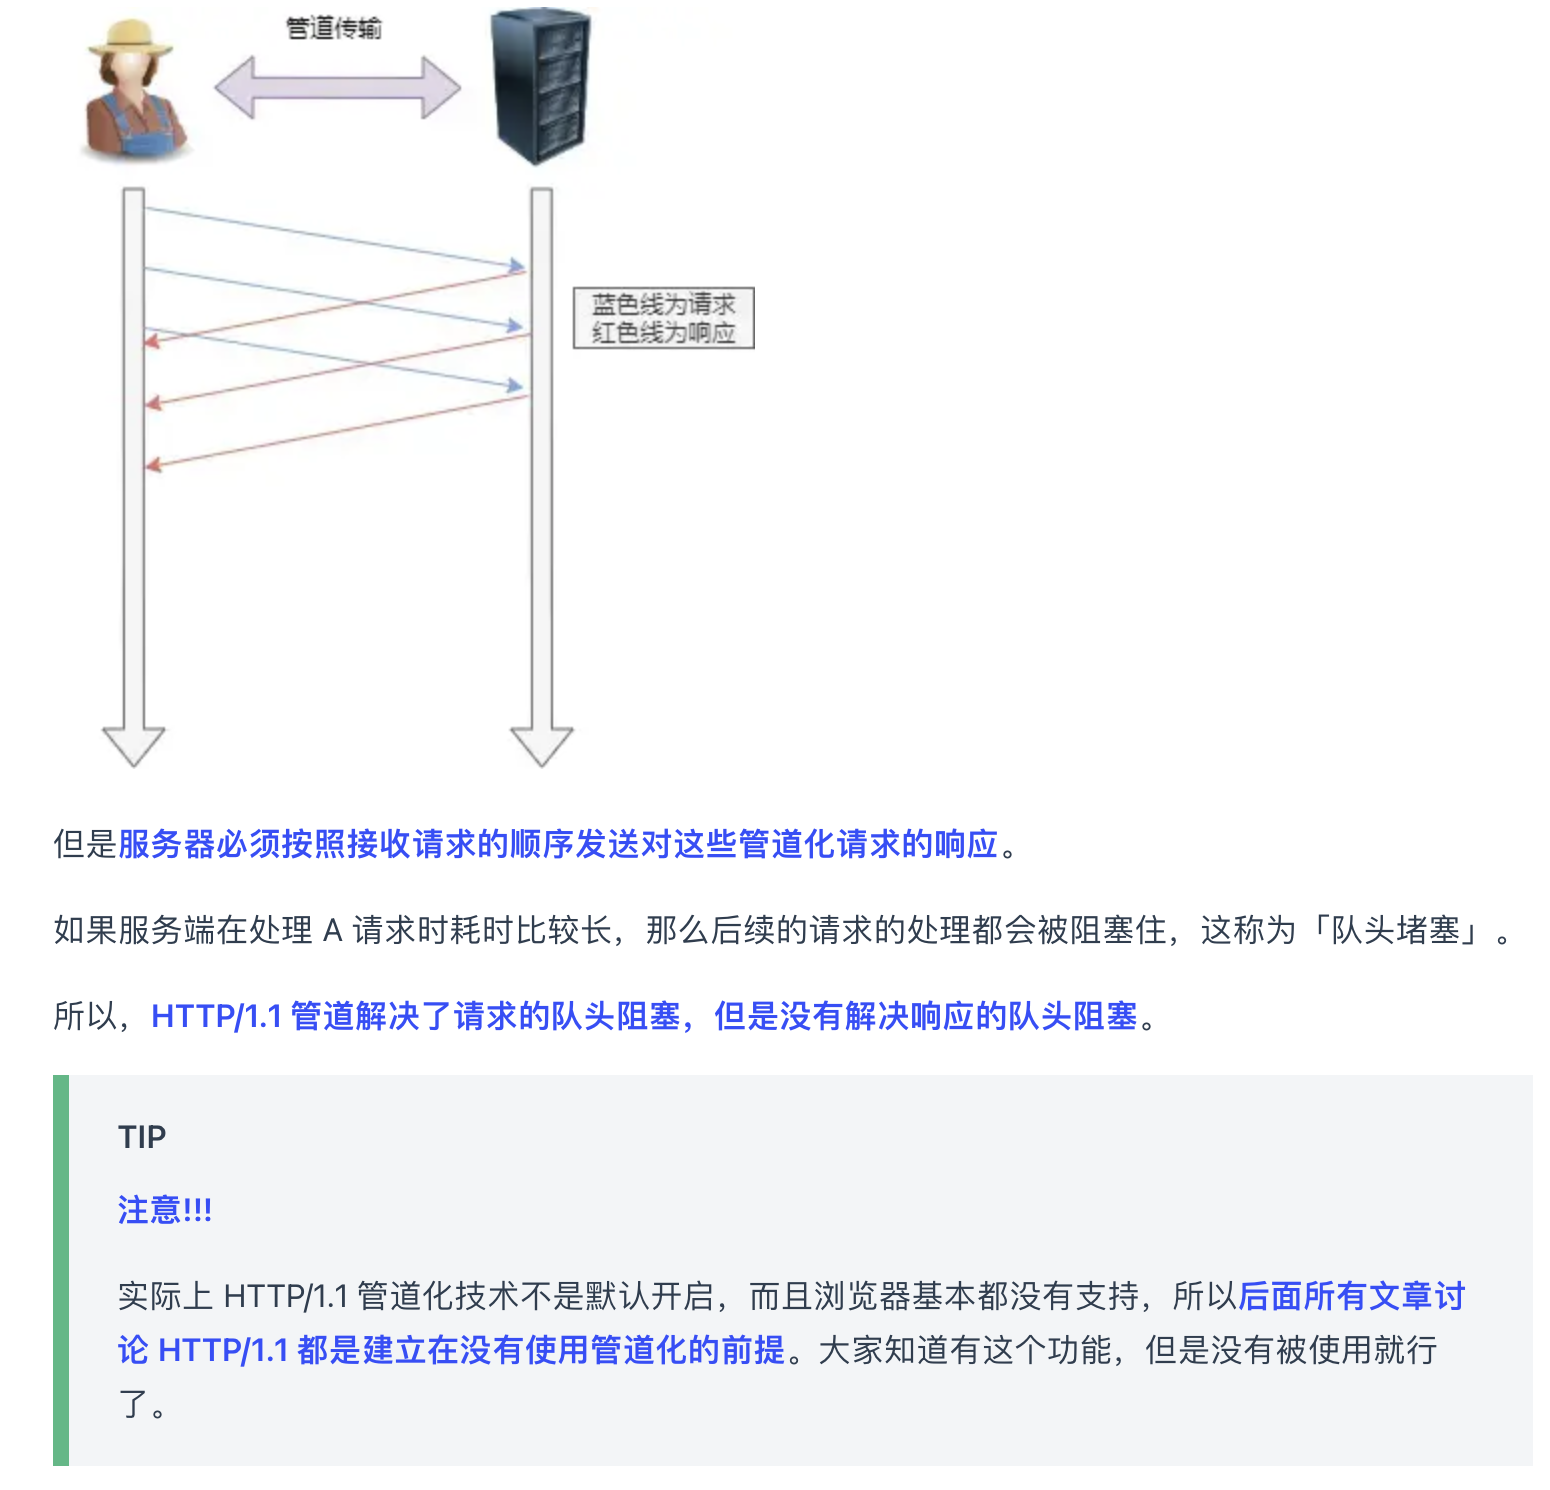 管道传输
蓝色线为请求
红色线为响应
但是服务器必须按照接收请求的顺序发送对这些管道化请求的响应。
如果服务端在处理 A 请求时耗时比较长，那么后续的请求的处理都会被阻塞住，这称为「队头堵塞」。
所以，HTTP/1.1 管道解决了请求的队头阻塞，但是没有解决响应的队头阻塞。
TIP
注意!!!
实际上 HTTP/1.1 管道化技术不是默认开启，而且浏览器基本都没有支持，所以后面所有文章讨
论 HTTP/1.1 都是建立在没有使用管道化的前提。大家知道有这个功能，但是没有被使用就行
了。